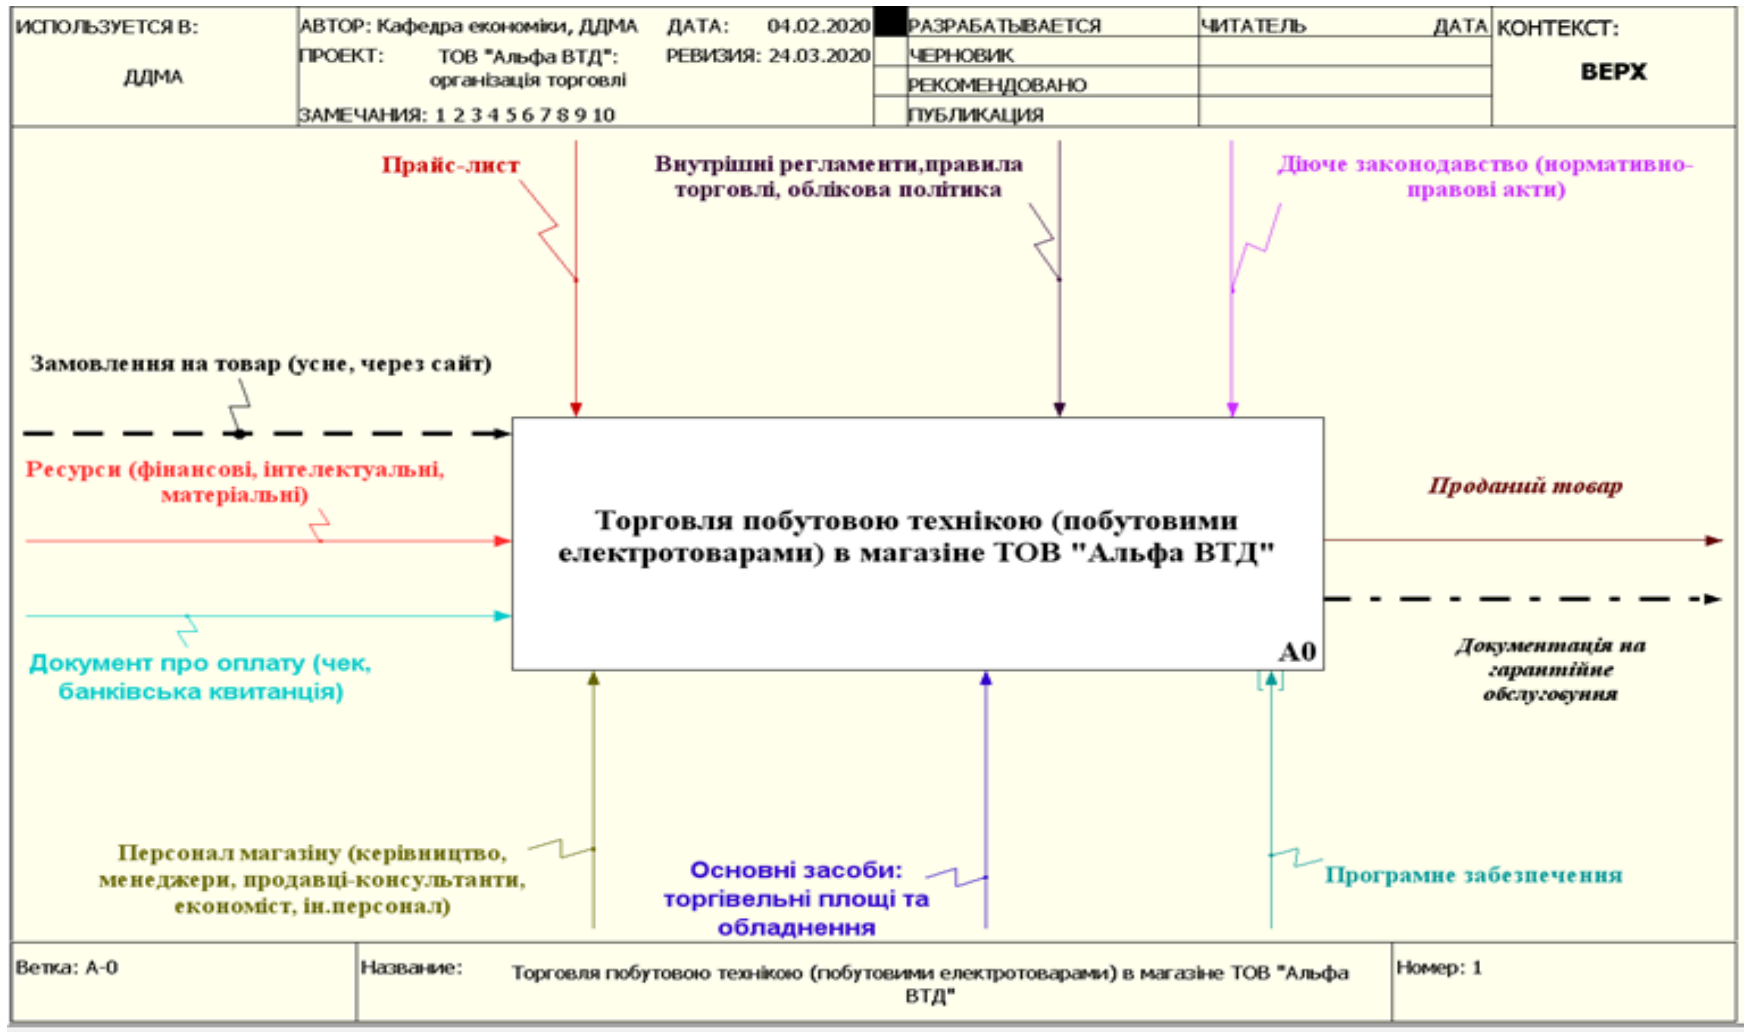 ИСПОЛЬЗУЕТСЯ В:
ДДМА
АВТОР: Кафедра економіки, ДДМА
ДАТА: 04.02.2020
ПРОЕКТ: ТОВ "Альфа ВТД":
організація торговлі
РЕВИЗИЯ: 24.03.2020
ЗАМЕЧАНИЯ: 1 2 3 4 5 6 7 8 9 10
РАЗРАБАТЫВАЕТСЯ
ЧЕРНОВИК
РЕКОМЕНДОВАНО
ПУБЛИКАЦИЯ
ЧИТАТЕЛЬ ДАТА
КОНТЕКСТ:
ВЕРХ
Прайс-лист
Внутрішні регламенти,правила
торговлі, облікова політика
Діюче законодавство (нормативно-
правові акти)
Замовлення на товар (усне, через сайт)
Ресурси (фінансові, інтелектуальні,
матеріальні)
Документ про оплату (чек,
банківська квитанція)
Торговля побутовою технікою (побутовими
електротоварами) в магазіне ТОВ "Альфа ВТД"
A0
Проданий товар
Документація на
гарантійне
обслуговуння
Персонал магазіну (керівництво,
менеджери, продавці-консультанти,
економіст, ін.персонал)
Основні засоби:
торгівельні площі та
обладнення
Програмне забезпечення
Ветка: A-0
Название: Торговля побутовою технікою (побутовими електротоварами) в магазіне ТОВ "Альфа
ВТД"
Номер: 1